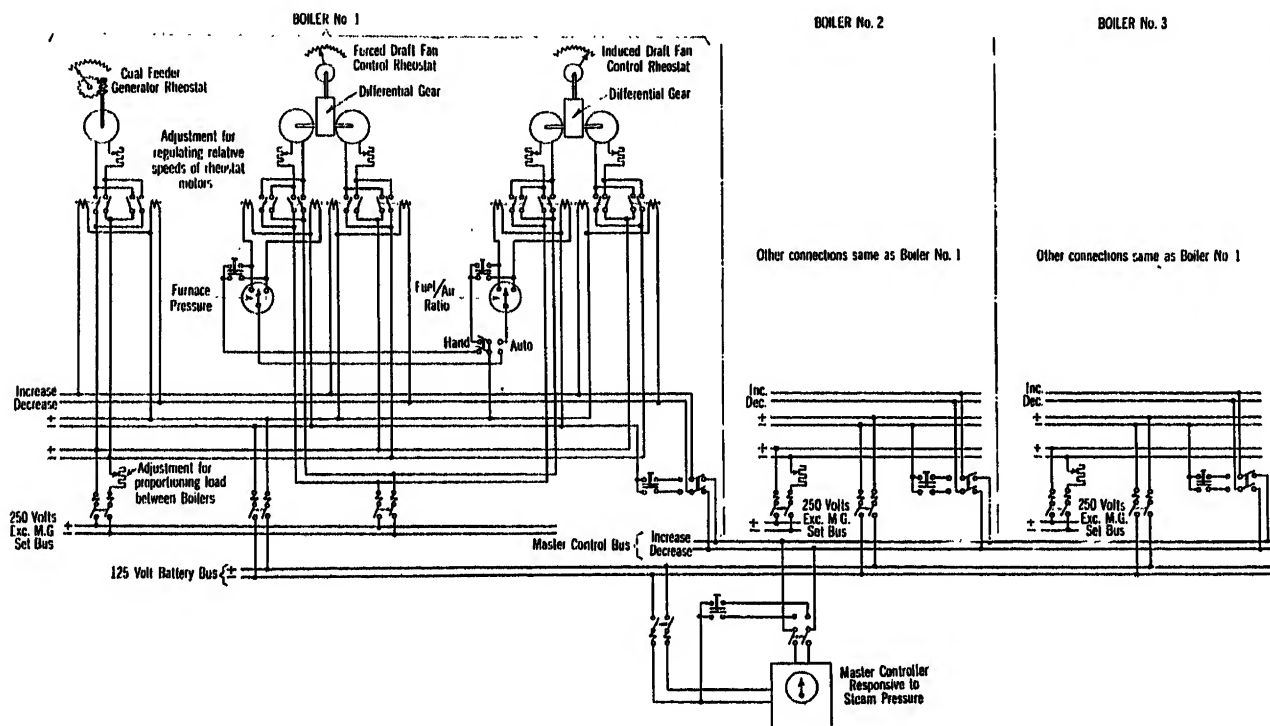 BOILER No 1
BOILER No. 2
BOILER No. 3
Coal Feeder
Generator Rheostat
Forced Draft Fan
Control Rheostat
Differential Gear
Induced Draft Fan
Control Rheostat
Differential Gear
Adjustment for
regulating relative
speeds of rheostat
motors
Furnace
Pressure
Fuel/Air
Ratio
Hand
Auto
Other connections same as Boiler No. 1
Other connections same as Boiler No 1
Increase
Decrease
±
±
Inc.
Dec.
±
±
Inc.
Dec.
±
±
Adjustment for
proportioning load
between Boilers
250 Volts
Exc. M.G
Set Bus
±
250 Volts
Exc. M.G.
Set Bus
±
250 Volts
Exc. M.G.
Set Bus
±
Master Control Bus { Increase
Decrease
125 Volt Battery Bus { ±
Master Controller
Responsive to
Steam Pressure